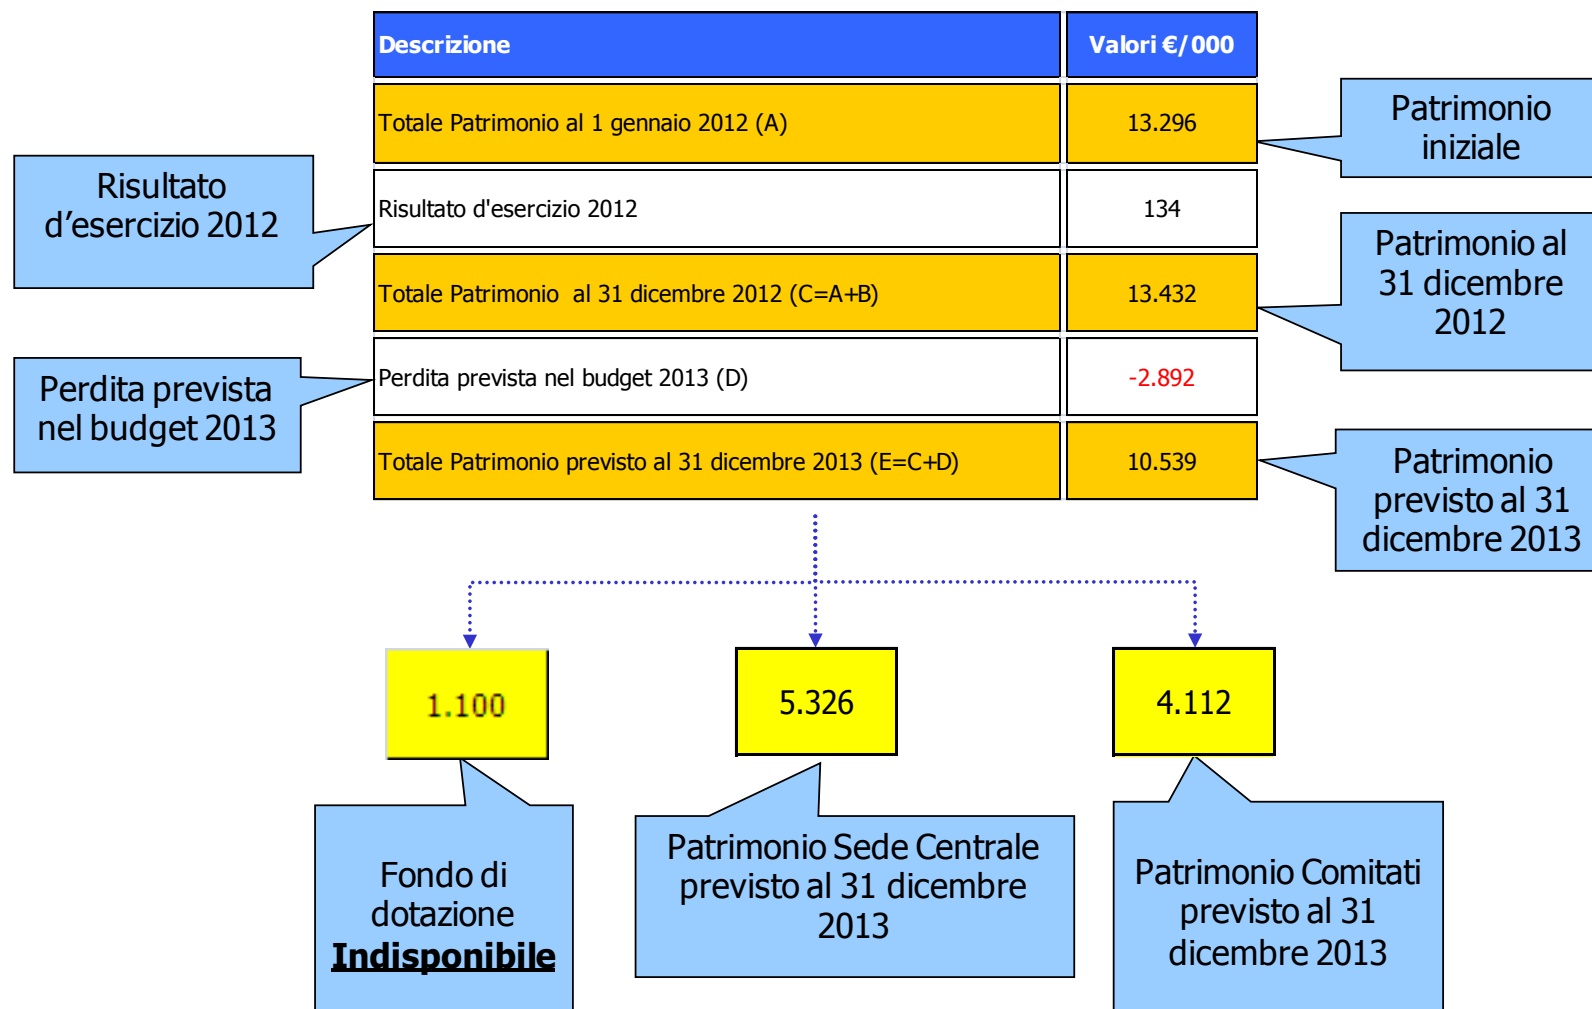 Descrizione
Valori €/000
Totale Patrimonio al 1 gennaio 2012 (A)
13.296
Patrimonio
iniziale
Risultato
d’esercizio 2012
Risultato d'esercizio 2012
134
Totale Patrimonio  al 31 dicembre 2012 (C=A+B)
13.432
Patrimonio al
31 dicembre
2012
Perdita prevista
nel budget 2013
Perdita prevista nel budget 2013 (D)
-2.892
Totale Patrimonio previsto al 31 dicembre 2013 (E=C+D)
10.539
Patrimonio
previsto al 31
dicembre 2013
1.100
5.326
4.112
Fondo di
dotazione
Indisponibile
Patrimonio Sede Centrale
previsto al 31 dicembre
2013
Patrimonio Comitati
previsto al 31
dicembre 2013